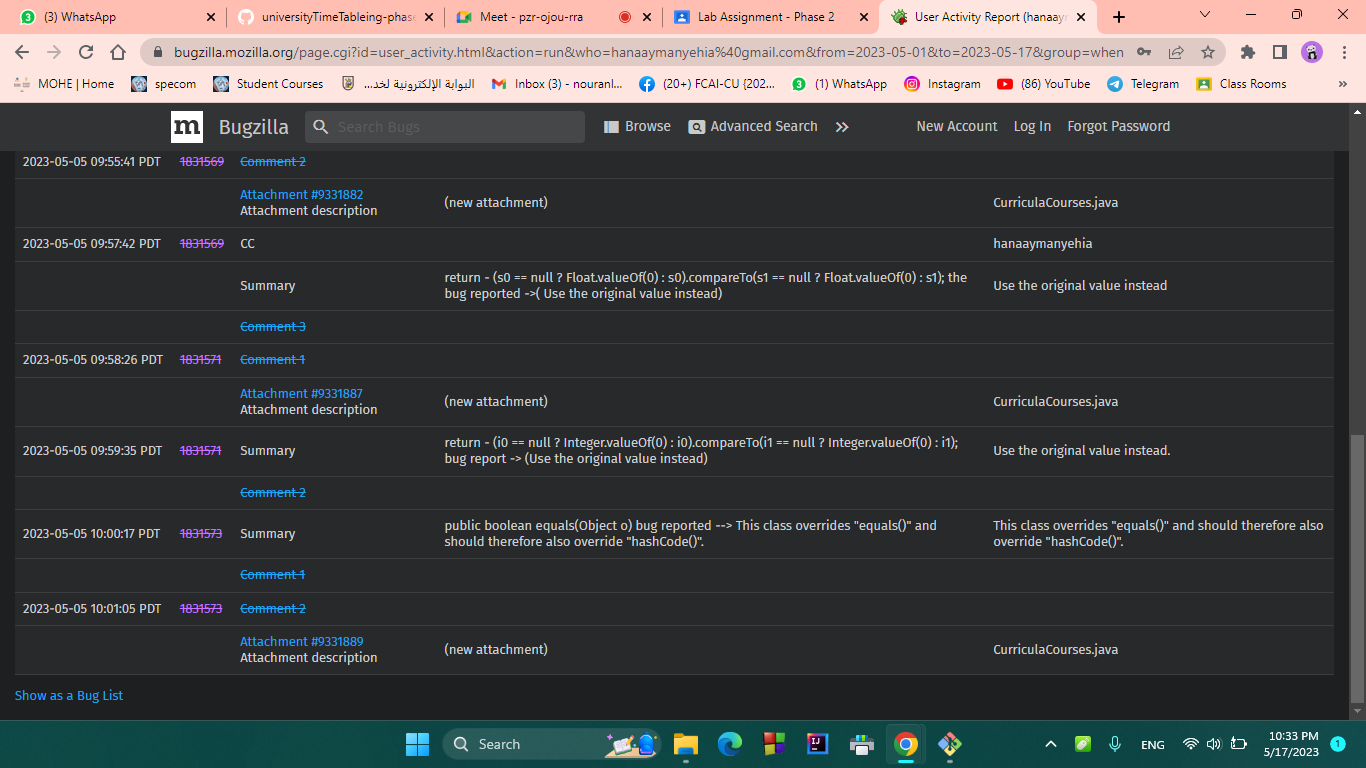 (3) WhatsApp
universityTimeTableing-phas
Meet - pzr-ojou-rra
Lab Assignment - Phase 2
User Activity Report (hanaaym
bugzilla.mozilla.org/page.cgi?id=user_activity.html&action=run&who=hanaaymanyehia%40gmail.com&from=2023-05-01&to=2023-05-17&group=when
MOHE | Home
specom
Student Courses
البوابة الإلكترونية لخد...
Inbox (3) - nouranl...
(20+) FCAI-CU {202...
(1) WhatsApp
Instagram
(86) YouTube
Telegram
Class Rooms
m Bugzilla
Search Bugs
Browse
Advanced Search
New Account
Log In
Forgot Password
2023-05-05 09:55:41 PDT 1831569 Comment 2
Attachment #9331882
Attachment description
(new attachment)
CurriculaCourses.java
2023-05-05 09:57:42 PDT 1831569 CC hanaaymanyehia
Summary
return - (s0 == null ? Float.valueOf(0) : s0).compareTo(s1 == null ? Float.valueOf(0) : s1); the
bug reported ->( Use the original value instead)
Use the original value instead
Comment 3
2023-05-05 09:58:26 PDT 1831571 Comment 1
Attachment #9331887
Attachment description
(new attachment)
CurriculaCourses.java
2023-05-05 09:59:35 PDT 1831571 Summary
return - (i0 == null ? Integer.valueOf(0) : i0).compareTo(i1 == null ? Integer.valueOf(0) : i1);
bug report -> (Use the original value instead)
Use the original value instead.
Comment 2
2023-05-05 10:00:17 PDT 1831573 Summary
public boolean equals(Object o) bug reported --> This class overrides "equals()" and
should therefore also override "hashCode()".
This class overrides "equals()" and should therefore also
override "hashCode()".
Comment 1
2023-05-05 10:01:05 PDT 1831573 Comment 2
Attachment #9331889
Attachment description
(new attachment)
CurriculaCourses.java
Show as a Bug List
Search
IJ
ENG
10:33 PM
5/17/2023
1